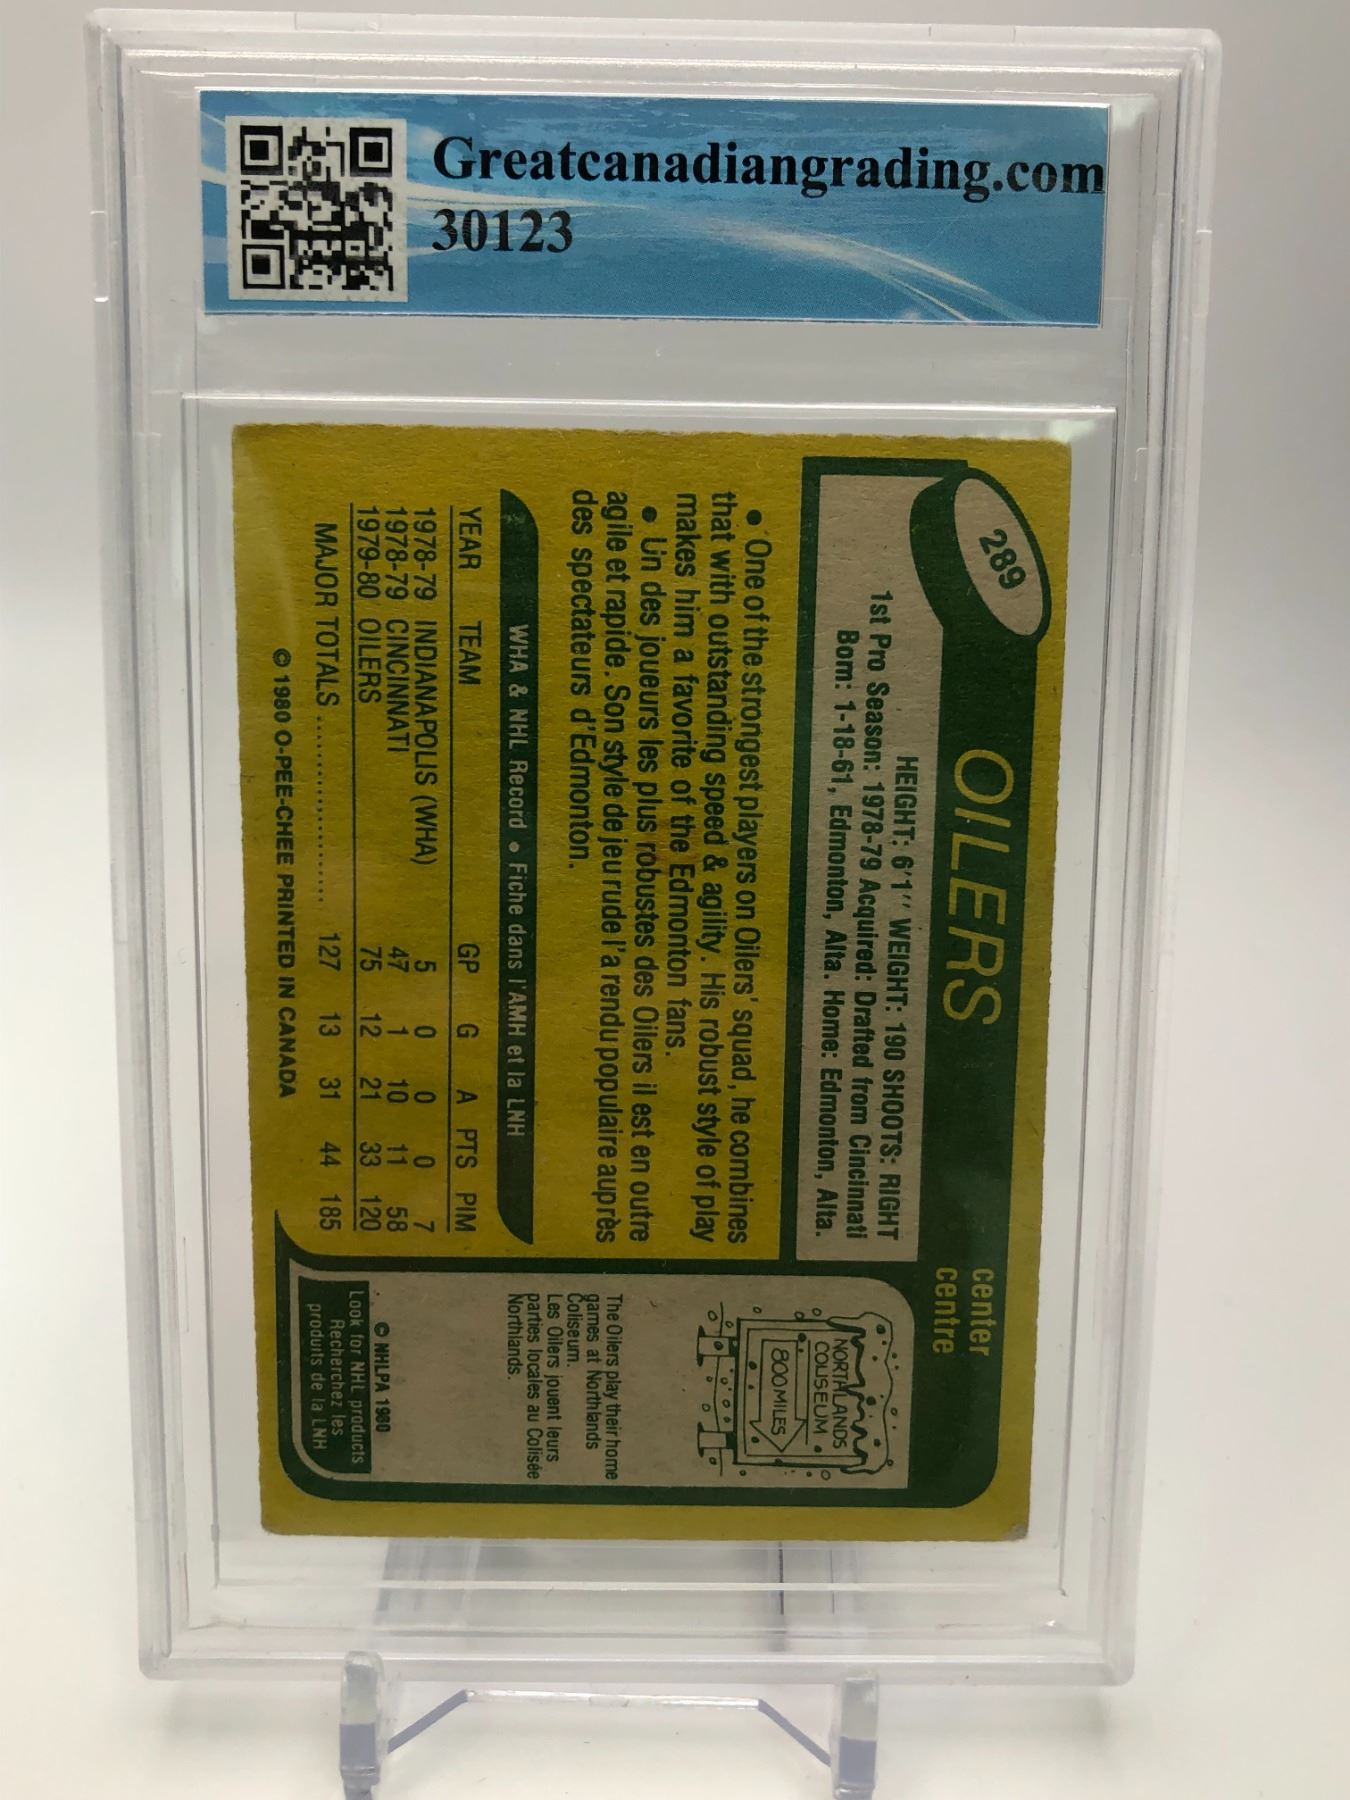 Greatcanadiangrading.com
30123
289
OILERS
center
centre
HEIGHT: 6'1'' WEIGHT: 190 SHOOTS: RIGHT
1st Pro Season: 1978-79 Acquired: Drafted from Cincinnati
Born: 1-18-61, Edmonton, Alta. Home: Edmonton, Alta.
• One of the strongest players on Oilers' squad, he combines
that with outstanding speed & agility. His robust style of play
makes him a favorite of the Edmonton fans.
• Un des joueurs les plus robustes des Oilers il est en outre
agile et rapide. Son style de jeu rude l'a rendu populaire auprès
des spectateurs d'Edmonton.
WHA & NHL Record • Fiche dans l'AMH et la LNH
YEAR TEAM GP G A PTS PIM
1978-79 INDIANAPOLIS (WHA) 5 0 0 0 7
1978-79 CINCINNATI 47 1 10 11 58
1979-80 OILERS 75 12 21 33 120
MAJOR TOTALS .................... 127 13 31 44 185
© 1980 O-PEE-CHEE PRINTED IN CANADA
NORTHLANDS
COLISEUM
800 MILES
The Oilers play their home
games at Northlands
Coliseum.
Les Oilers jouent leurs
parties locales au Colisée
Northlands.
© NHLPA 1980
Look for NHL products
Recherchez les
produits de la LNH